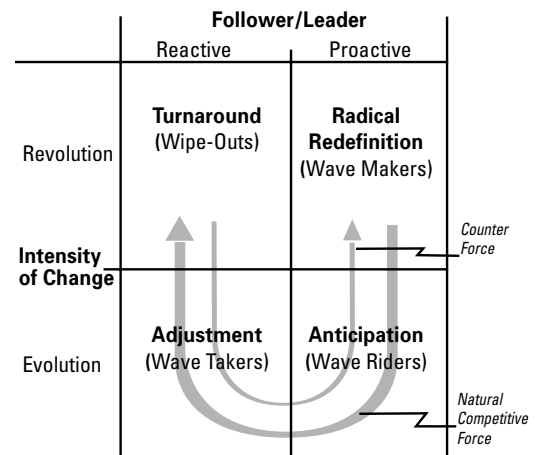 Follower/Leader
Reactive
Proactive
Turnaround
(Wipe-Outs)
Radical
Redefinition
(Wave Makers)
Revolution
Counter
Force
Intensity
of Change
Adjustment
(Wave Takers)
Anticipation
(Wave Riders)
Evolution
Natural
Competitive
Force